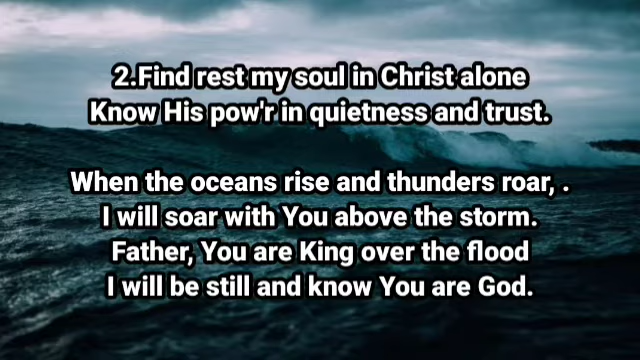 2.Find rest my soul in Christ alone
Know His pow'r in quietness and trust.
When the oceans rise and thunders roar, .
I will soar with You above the storm.
Father, You are King over the flood
I will be still and know You are God.